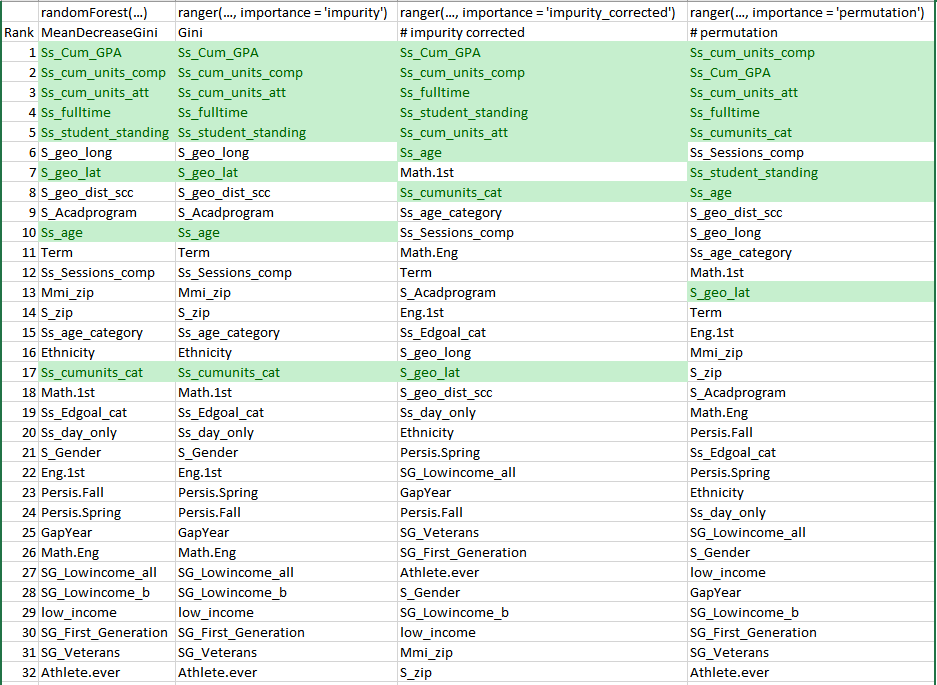 randomForest(...) ranger(..., importance = 'impurity') ranger(..., importance = 'impurity_corrected') ranger(..., importance = 'permutation')
Rank MeanDecreaseGini Gini # impurity corrected # permutation
1 Ss_Cum_GPA Ss_Cum_GPA Ss_Cum_GPA Ss_cum_units_comp
2 Ss_cum_units_comp Ss_cum_units_comp Ss_cum_units_comp Ss_Cum_GPA
3 Ss_cum_units_att Ss_cum_units_att Ss_fulltime Ss_cum_units_att
4 Ss_fulltime Ss_fulltime Ss_student_standing Ss_fulltime
5 Ss_student_standing Ss_student_standing Ss_cum_units_att Ss_cumunits_cat
6 S_geo_long S_geo_long Ss_age Ss_Sessions_comp
7 S_geo_lat S_geo_lat Math.1st Ss_student_standing
8 S_geo_dist_scc S_geo_dist_scc Ss_cumunits_cat Ss_age
9 S_Acadprogram S_Acadprogram Ss_age_category S_geo_dist_scc
10 Ss_age Ss_age Ss_Sessions_comp S_geo_long
11 Term Term Math.Eng Ss_age_category
12 Ss_Sessions_comp Ss_Sessions_comp Term Math.1st
13 Mmi_zip Mmi_zip S_Acadprogram S_geo_lat
14 S_zip S_zip Eng.1st Term
15 Ss_age_category Ss_age_category Ss_Edgoal_cat Eng.1st
16 Ethnicity Ethnicity S_geo_long Mmi_zip
17 Ss_cumunits_cat Ss_cumunits_cat S_geo_lat S_zip
18 Math.1st Math.1st S_geo_dist_scc S_Acadprogram
19 Ss_Edgoal_cat Ss_Edgoal_cat Ss_day_only Math.Eng
20 Ss_day_only Ss_day_only Ethnicity Persis.Fall
21 S_Gender S_Gender Persis.Spring Ss_Edgoal_cat
22 Eng.1st Eng.1st SG_Lowincome_all Persis.Spring
23 Persis.Fall Persis.Spring GapYear Ethnicity
24 Persis.Spring Persis.Fall Persis.Fall Ss_day_only
25 GapYear GapYear SG_Veterans SG_Lowincome_all
26 Math.Eng Math.Eng SG_First_Generation S_Gender
27 SG_Lowincome_all SG_Lowincome_all Athlete.ever low_income
28 SG_Lowincome_b SG_Lowincome_b S_Gender GapYear
29 low_income low_income SG_Lowincome_b SG_Lowincome_b
30 SG_First_Generation SG_First_Generation low_income SG_First_Generation
31 SG_Veterans SG_Veterans Mmi_zip SG_Veterans
32 Athlete.ever Athlete.ever S_zip Athlete.ever